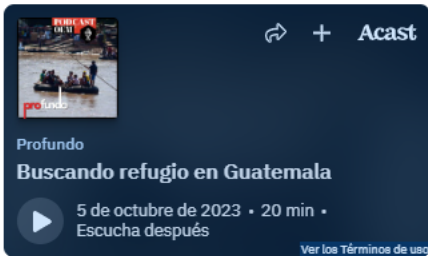 PODCAST
Acast
profundo
Profundo
Buscando refugio en Guatemala
5 de octubre de 2023 • 20 min •
Escucha después
Ver los Términos de uso